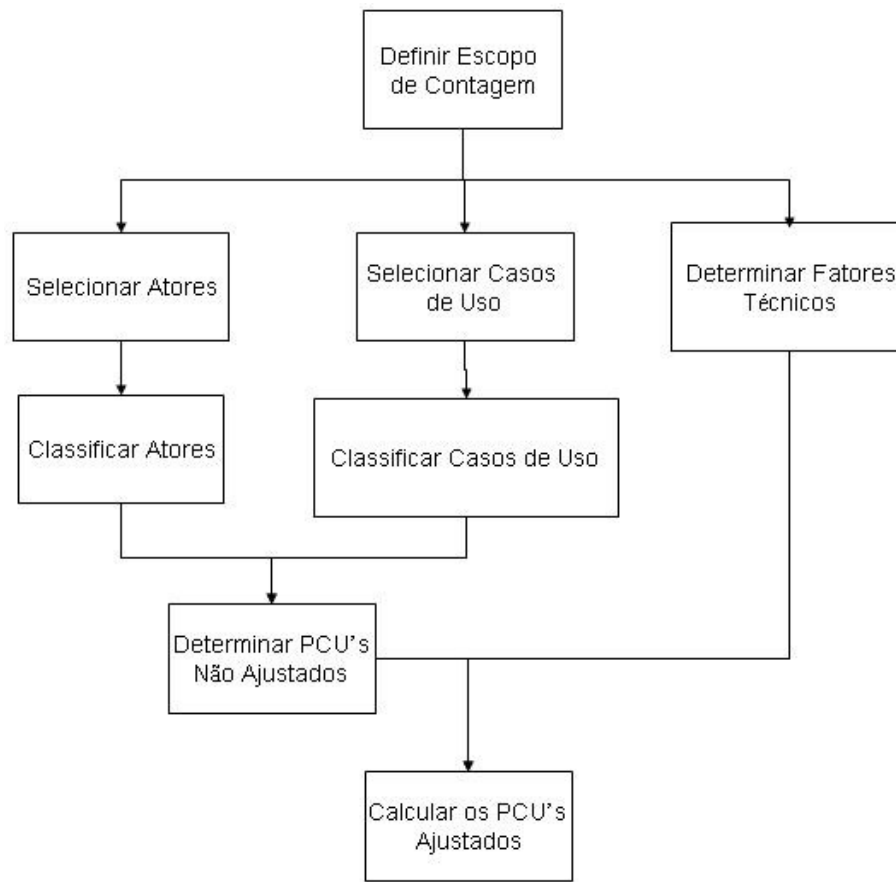 Definir Escopo
de Contagem
Selecionar Atores
Selecionar Casos
de Uso
Determinar Fatores
Técnicos
Classificar Atores
Classificar Casos de Uso
Determinar PCU's
Não Ajustados
Calcular os PCU's
Ajustados